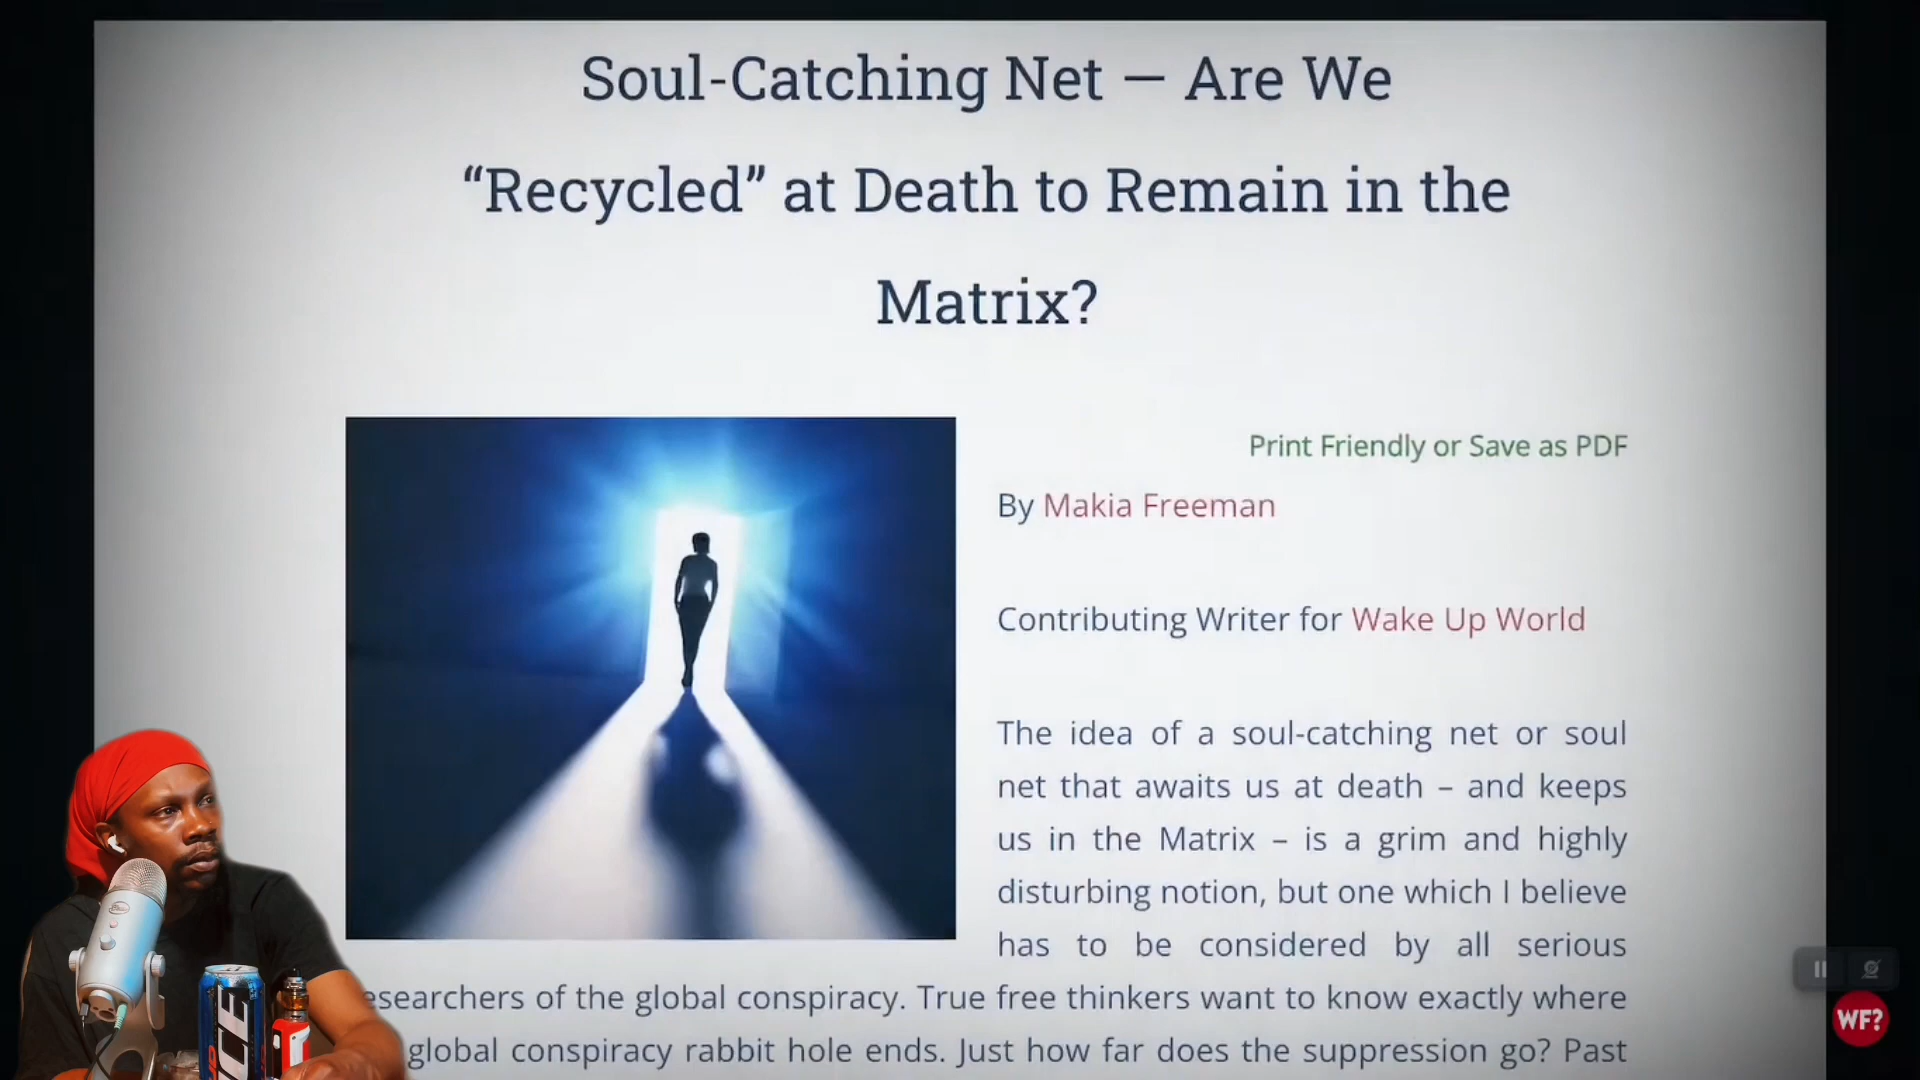 Soul-Catching Net — Are We
“Recycled” at Death to Remain in the
Matrix?
Print Friendly or Save as PDF
By Makia Freeman
Contributing Writer for Wake Up World
The idea of a soul-catching net or soul
net that awaits us at death – and keeps
us in the Matrix – is a grim and highly
disturbing notion, but one which I believe
has to be considered by all serious
esearchers of the global conspiracy. True free thinkers want to know exactly where
global conspiracy rabbit hole ends. Just how far does the suppression go? Past
ICE
WF?